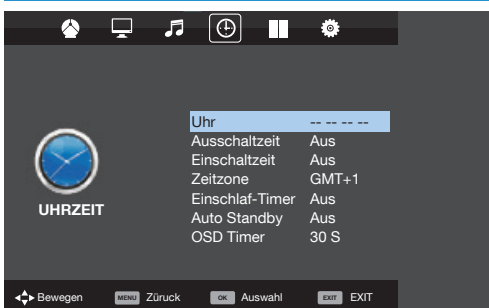 Uhr -- -- -- --
Ausschaltzeit Aus
Einschaltzeit Aus
Zeitzone GMT+1
Einschlaf-Timer Aus
Auto Standby Aus
OSD Timer 30 S
UHRZEIT
Bewegen MENU Züruck OK Auswahl EXIT EXIT